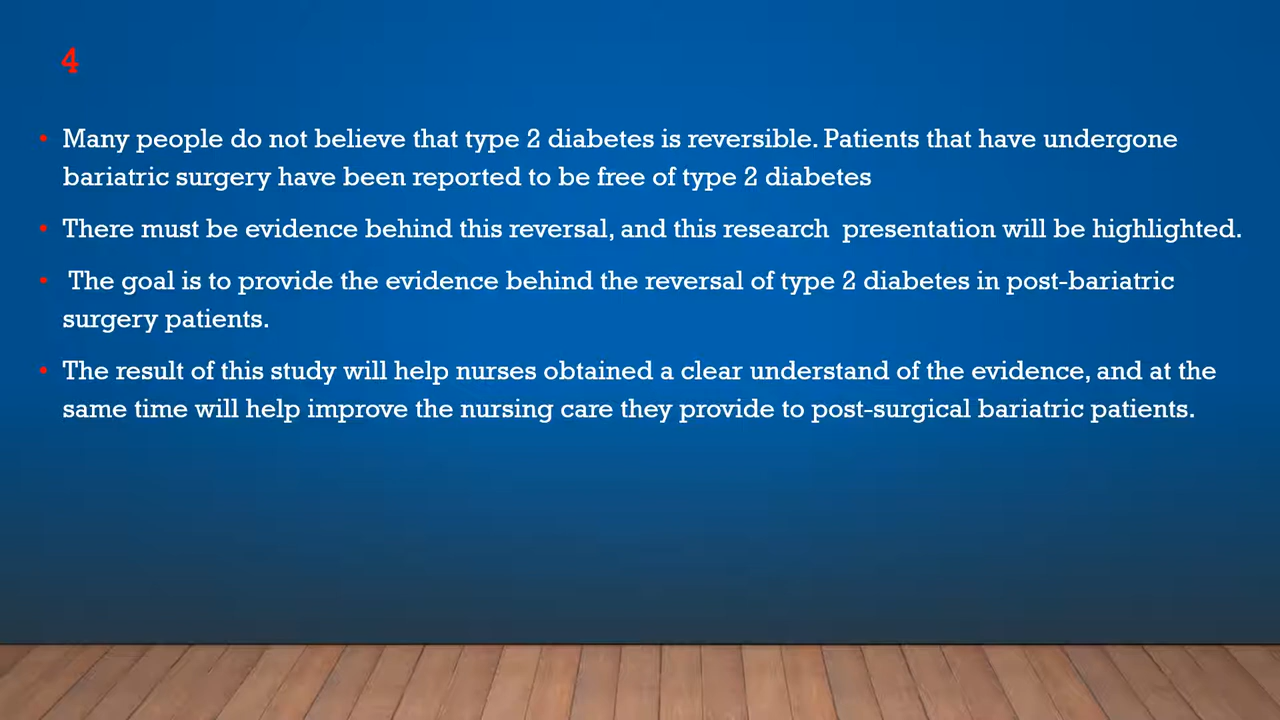 4
• Many people do not believe that type 2 diabetes is reversible. Patients that have undergone
bariatric surgery have been reported to be free of type 2 diabetes
• There must be evidence behind this reversal, and this research presentation will be highlighted.
• The goal is to provide the evidence behind the reversal of type 2 diabetes in post-bariatric
surgery patients.
• The result of this study will help nurses obtained a clear understand of the evidence, and at the
same time will help improve the nursing care they provide to post-surgical bariatric patients.